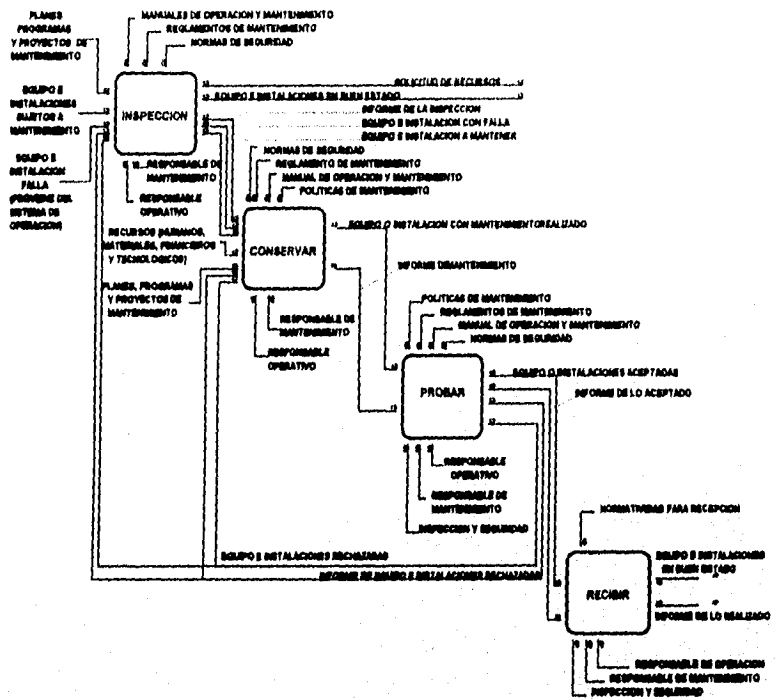 PLANES
PROGRAMAS
Y PROYECTOS DE
MANTENIMIENTO
MANUALES DE OPERACION Y MANTENIMIENTO
REGLAMENTOS DE MANTENIMIENTO
NORMAS DE SEGURIDAD
EQUIPO E
INSTALACIONES
SUJETOS A
MANTENIMIENTO
INSPECCION
SOLICITUD DE RECURSOS
EQUIPO E INSTALACIONES EN BUEN ESTADO
INFORME DE LA INSPECCION
EQUIPO E INSTALACION CON FALLA
EQUIPO E INSTALACION A MANTENER
EQUIPO E
INSTALACION
FALLA
(PROVIENE DEL
SISTEMA DE
OPERACION)
RESPONSABLE DE
MANTENIMIENTO
RESPONSABLE
OPERATIVO
NORMAS DE SEGURIDAD
REGLAMENTO DE MANTENIMIENTO
MANUAL DE OPERACION Y MANTENIMIENTO
POLITICAS DE MANTENIMIENTO
RECURSOS (HUMANOS,
MATERIALES, FINANCIEROS
Y TECNOLOGICOS)
CONSERVAR
EQUIPO O INSTALACION CON MANTENIMIENTO REALIZADO
INFORME DE MANTENIMIENTO
PLANES, PROGRAMAS
Y PROYECTOS DE
MANTENIMIENTO
RESPONSABLE DE
MANTENIMIENTO
RESPONSABLE
OPERATIVO
POLITICAS DE MANTENIMIENTO
REGLAMENTOS DE MANTENIMIENTO
MANUAL DE OPERACION Y MANTENIMIENTO
NORMAS DE SEGURIDAD
PROBAR
EQUIPO O INSTALACIONES ACEPTADAS
INFORME DE LO ACEPTADO
RESPONSABLE
OPERATIVO
RESPONSABLE DE
MANTENIMIENTO
INSPECCION Y SEGURIDAD
EQUIPO E INSTALACIONES RECHAZADAS
INFORME DE EQUIPO E INSTALACIONES RECHAZADAS
NORMATIVIDAD PARA RECEPCION
RECIBIR
EQUIPO E INSTALACIONES
EN BUEN ESTADO
INFORME DE LO REALIZADO
RESPONSABLE DE OPERACION
RESPONSABLE DE MANTENIMIENTO
INSPECCION Y SEGURIDAD